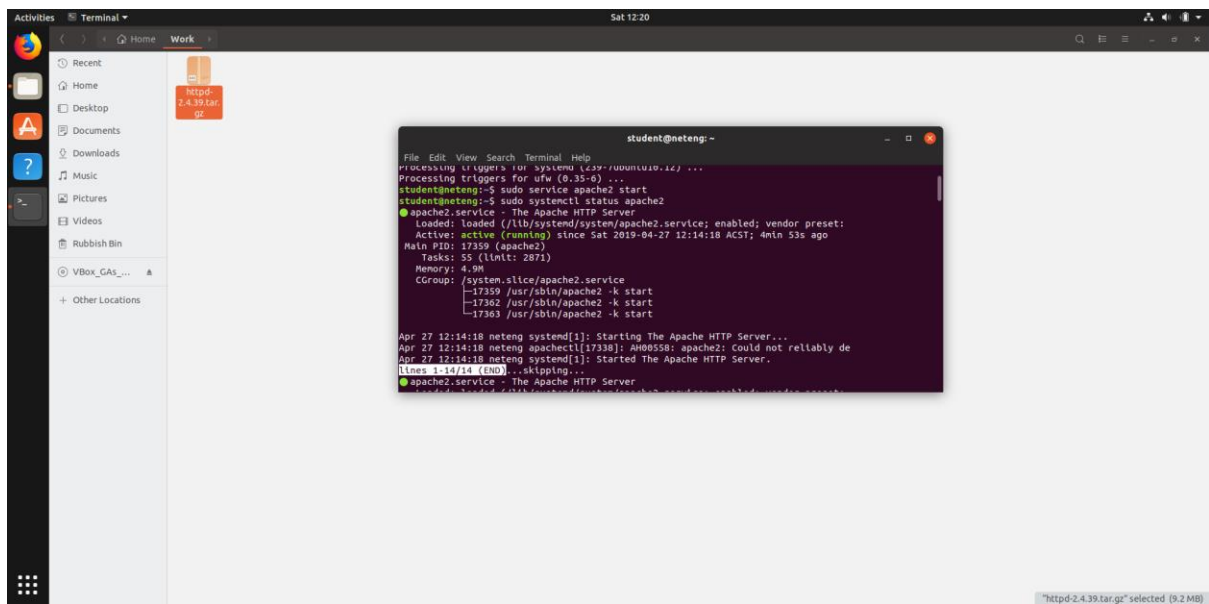 Activities Terminal Sat 12:20
Home Work
Recent
Home
Desktop
Documents
Downloads
Music
Pictures
Videos
Rubbish Bin
VBox_GAs_...
+ Other Locations
httpd-
2.4.39.tar.
gz
student@neteng: ~
File Edit View Search Terminal Help
Processing triggers for systemd (239-7ubuntu10.12) ...
Processing triggers for ufw (0.35-6) ...
student@neteng:~$ sudo service apache2 start
student@neteng:~$ sudo systemctl status apache2
● apache2.service - The Apache HTTP Server
Loaded: loaded (/lib/systemd/system/apache2.service; enabled; vendor preset:
Active: active (running) since Sat 2019-04-27 12:14:18 ACST; 4min 53s ago
Main PID: 17359 (apache2)
Tasks: 55 (limit: 2871)
Memory: 4.9M
CGroup: /system.slice/apache2.service
├─17359 /usr/sbin/apache2 -k start
├─17362 /usr/sbin/apache2 -k start
└─17363 /usr/sbin/apache2 -k start
Apr 27 12:14:18 neteng systemd[1]: Starting The Apache HTTP Server...
Apr 27 12:14:18 neteng apachectl[17338]: AH00558: apache2: Could not reliably de
Apr 27 12:14:18 neteng systemd[1]: Started The Apache HTTP Server.
lines 1-14/14 (END)...skipping...
● apache2.service - The Apache HTTP Server
"httpd-2.4.39.tar.gz" selected (9.2 MB)